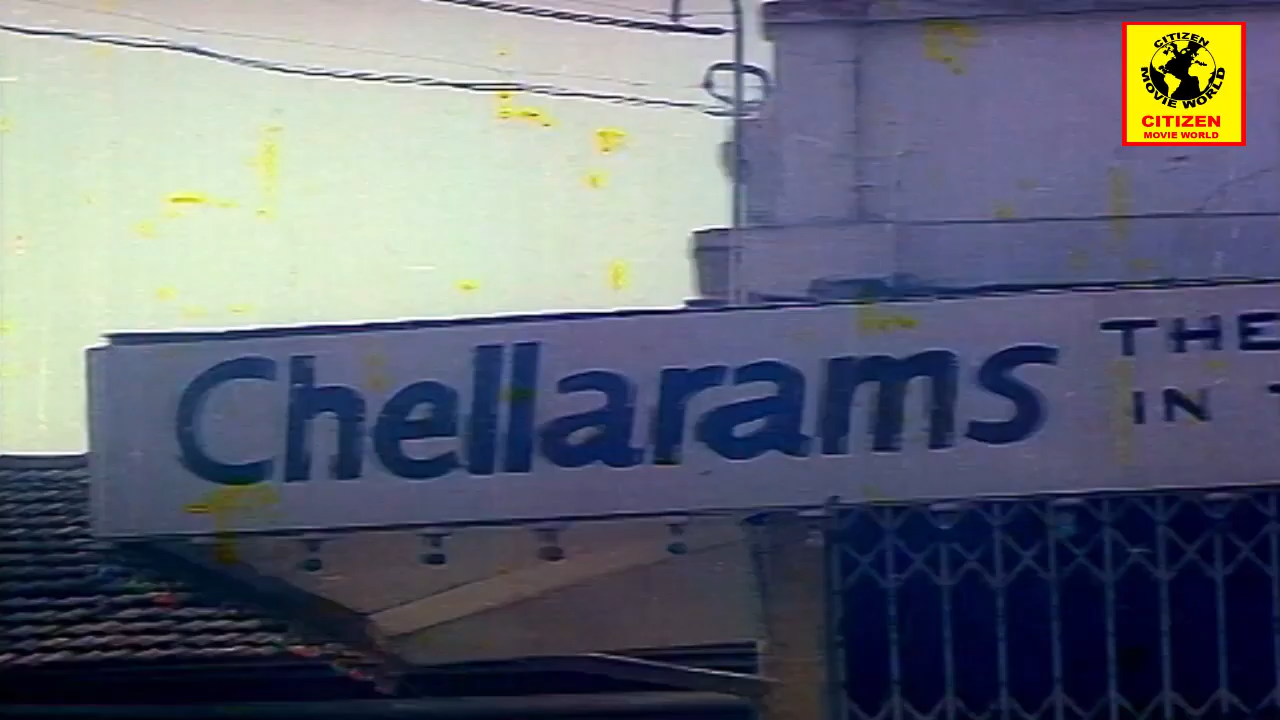 CITIZEN
MOVIE WORLD
CITIZEN
MOVIE WORLD
Chellarams
THE
IN